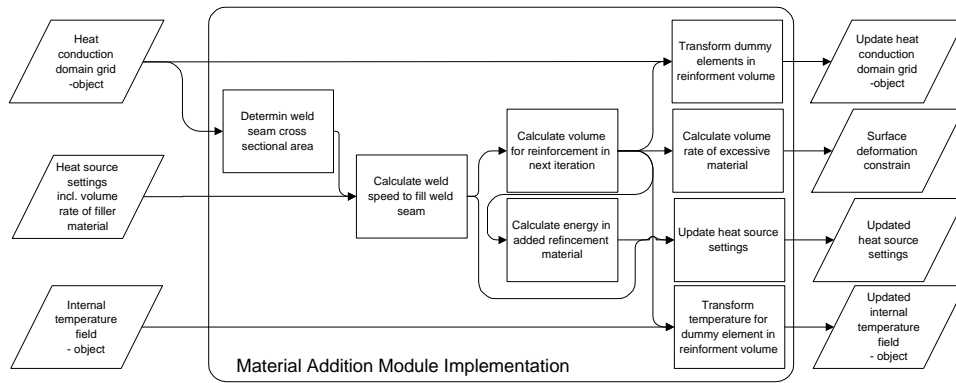 Heat
conduction
domain grid
-object
Transform dummy
elements in
reinforment volume
Update heat
conduction
domain grid
-object
Determin weld
seam cross
sectional area
Calculate volume
for reinforcement in
next iteration
Calculate volume
rate of excessive
material
Surface
deformation
constrain
Heat source
settings
incl. volume
rate of filler
material
Calculate weld
speed to fill weld
seam
Calculate energy in
added refincement
material
Update heat source
settings
Updated
heat source
settings
Internal
temperature
field
- object
Transform
temperature for
dummy element in
reinforment volume
Updated
internal
temperature
field
- object
Material Addition Module Implementation